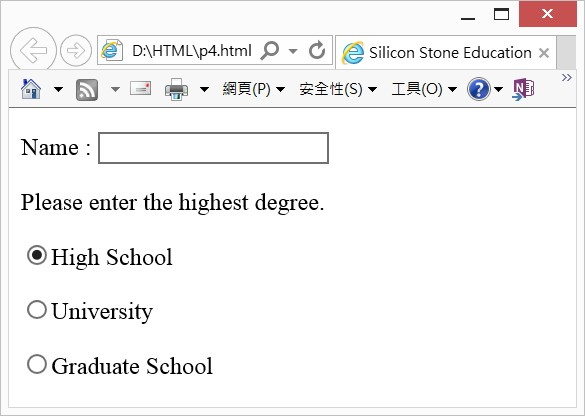 D:\HTML\p4.html
Silicon Stone Education
網頁(P)
安全性(S)
工具(O)
Name :
Please enter the highest degree.
High School
University
Graduate School